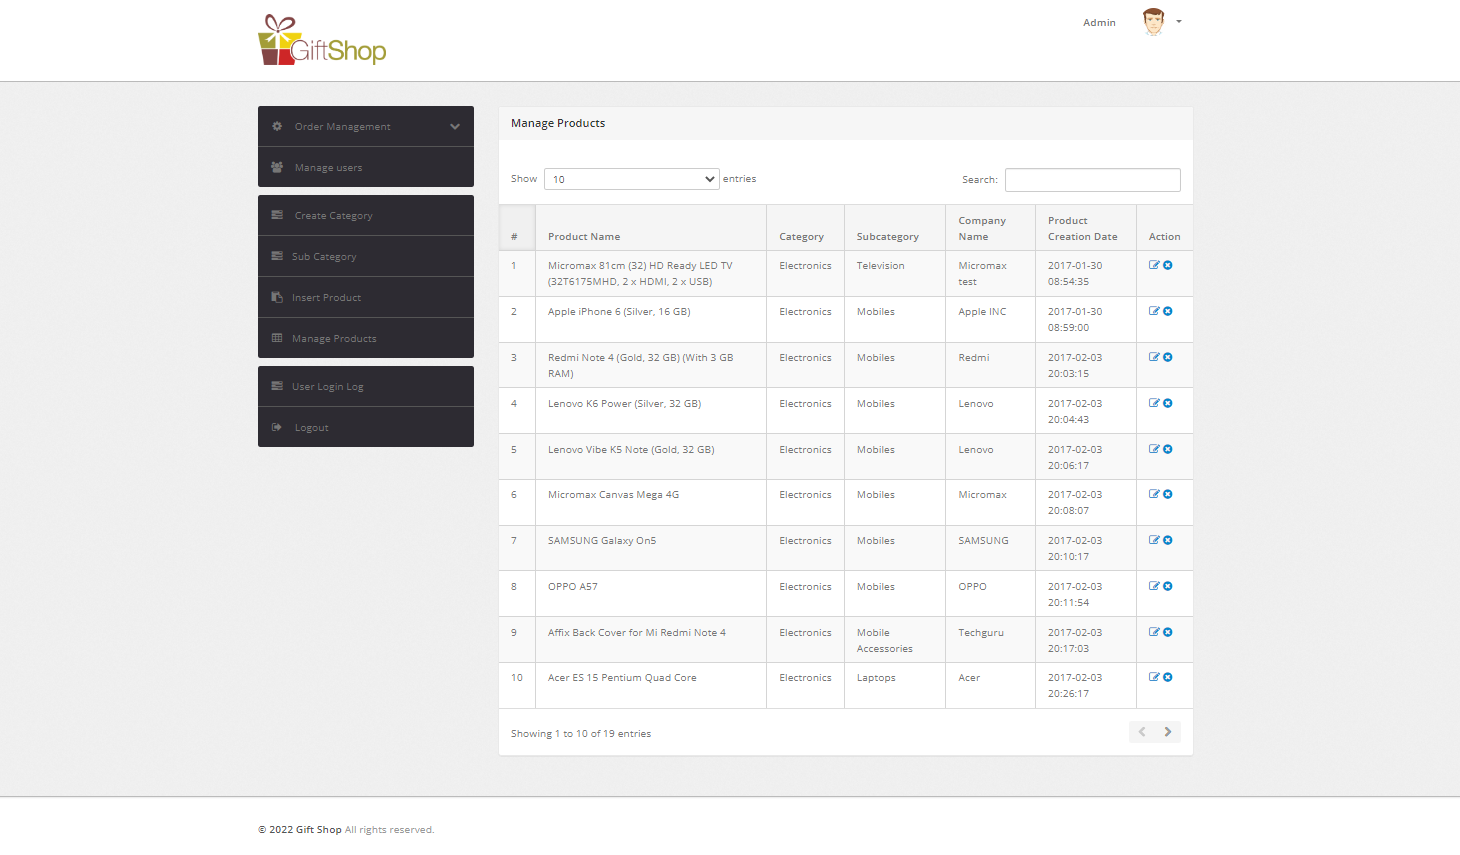 GiftShop
Admin
Order Management
Manage users
Create Category
Sub Category
Insert Product
Manage Products
User Login Log
Logout
Manage Products
Show 10 entries Search:
# Product Name Category Subcategory Company Name Product Creation Date Action
1 Micromax 81cm (32) HD Ready LED TV (32T6175MHD, 2 x HDMI, 2 x USB) Electronics Television Micromax test 2017-01-30 08:54:35
2 Apple iPhone 6 (Silver, 16 GB) Electronics Mobiles Apple INC 2017-01-30 08:59:00
3 Redmi Note 4 (Gold, 32 GB) (With 3 GB RAM) Electronics Mobiles Redmi 2017-02-03 20:03:15
4 Lenovo K6 Power (Silver, 32 GB) Electronics Mobiles Lenovo 2017-02-03 20:04:43
5 Lenovo Vibe K5 Note (Gold, 32 GB) Electronics Mobiles Lenovo 2017-02-03 20:06:17
6 Micromax Canvas Mega 4G Electronics Mobiles Micromax 2017-02-03 20:08:07
7 SAMSUNG Galaxy On5 Electronics Mobiles SAMSUNG 2017-02-03 20:10:17
8 OPPO A57 Electronics Mobiles OPPO 2017-02-03 20:11:54
9 Affix Back Cover for Mi Redmi Note 4 Electronics Mobile Accessories Techguru 2017-02-03 20:17:03
10 Acer ES 15 Pentium Quad Core Electronics Laptops Acer 2017-02-03 20:26:17
Showing 1 to 10 of 19 entries
© 2022 Gift Shop All rights reserved.